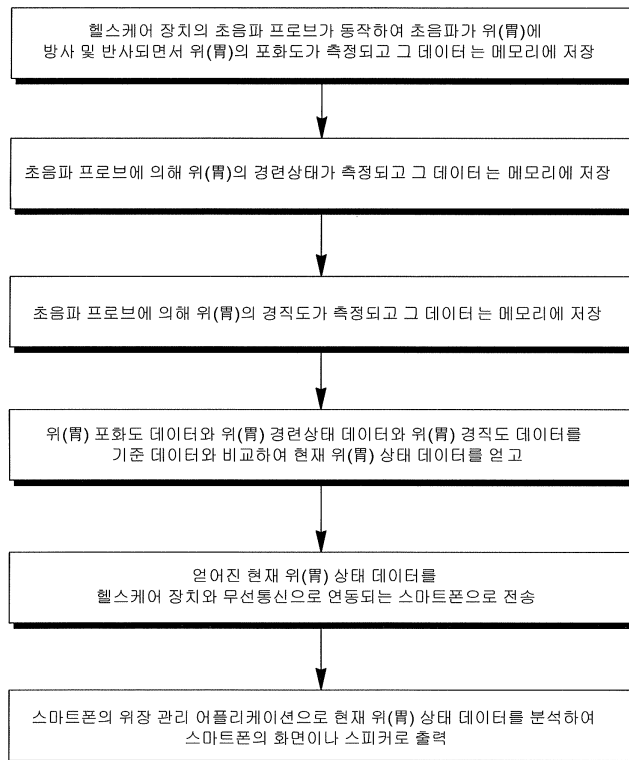 헬스케어 장치의 초음파 프로브가 동작하여 초음파가 위(胃)에
방사 및 반사되면서 위(胃)의 포화도가 측정되고 그 데이터는 메모리에 저장
초음파 프로브에 의해 위(胃)의 경련상태가 측정되고 그 데이터는 메모리에 저장
초음파 프로브에 의해 위(胃)의 경직도가 측정되고 그 데이터는 메모리에 저장
위(胃) 포화도 데이터와 위(胃) 경련상태 데이터와 위(胃) 경직도 데이터를
기준 데이터와 비교하여 현재 위(胃) 상태 데이터를 얻고
얻어진 현재 위(胃) 상태 데이터를
헬스케어 장치와 무선통신으로 연동되는 스마트폰으로 전송
스마트폰의 위장 관리 어플리케이션으로 현재 위(胃) 상태 데이터를 분석하여
스마트폰의 화면이나 스피커로 출력